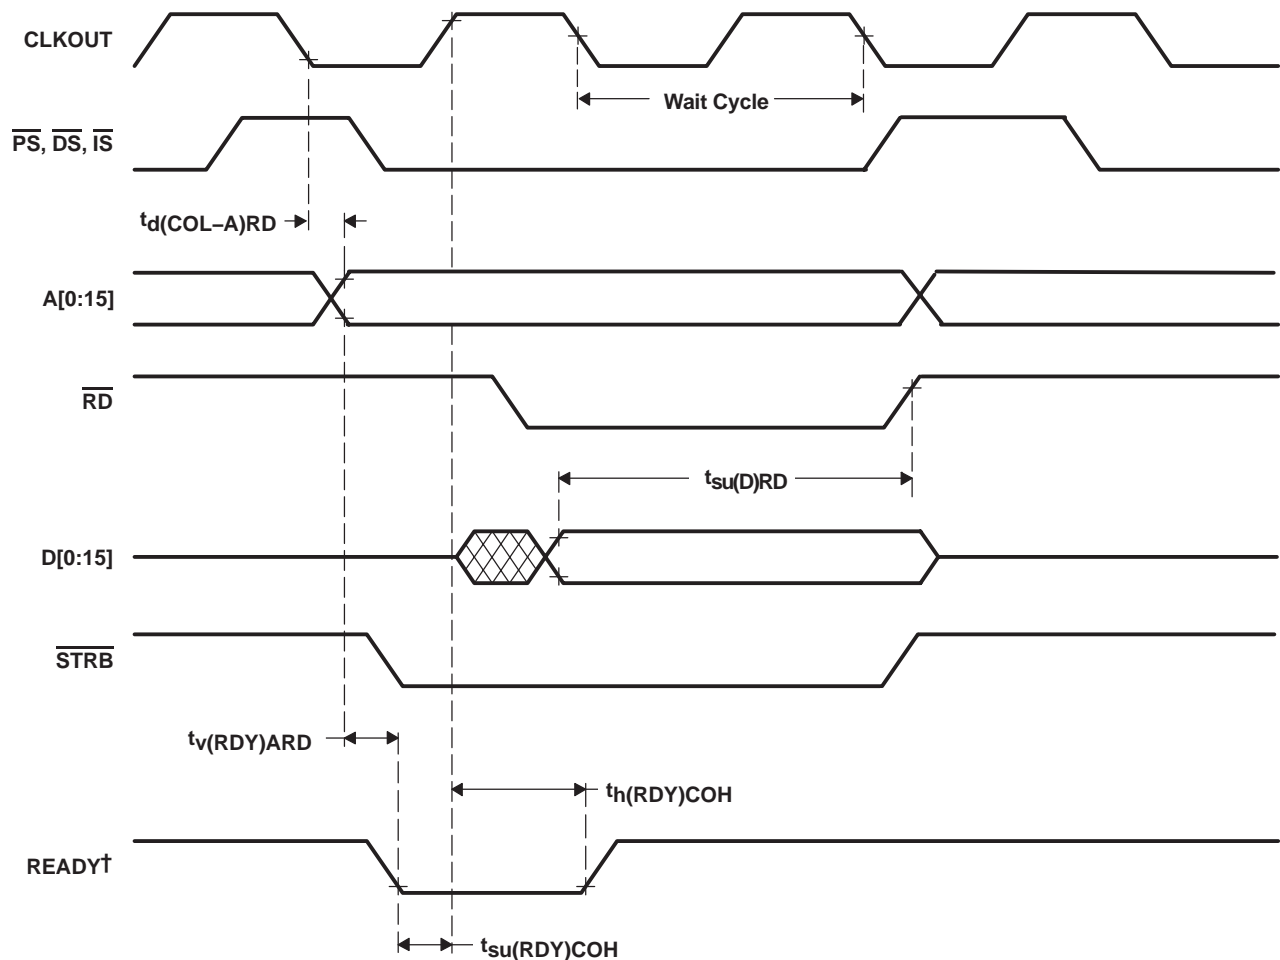 CLKOUT
Wait Cycle
PS, DS, IS
td(COL–A)RD
A[0:15]
RD
tsu(D)RD
D[0:15]
STRB
tv(RDY)ARD
th(RDY)COH
READY†
tsu(RDY)COH